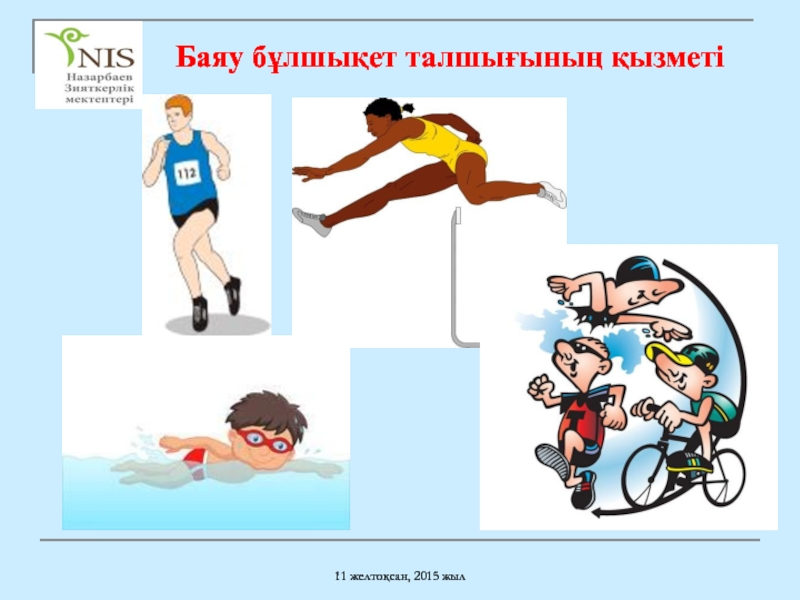 NIS
Назарбаев
Зияткерлік
мектептері
Баяу бұлшықет талшығының қызметі
112
T
11 желтоқсан, 2015 жыл